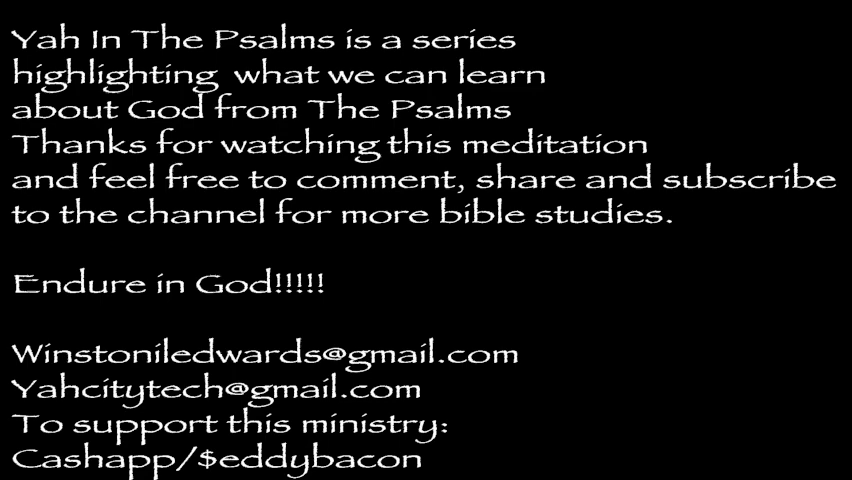 Yah In The Psalms is a series
highlighting what we can learn
about God from The Psalms
Thanks for watching this meditation
and feel free to comment, share and subscribe
to the channel for more bible studies.
Endure in God!!!!!
Winstoniledwards@gmail.com
Yahcitytech@gmail.com
To support this ministry:
Cashapp/$eddybacon